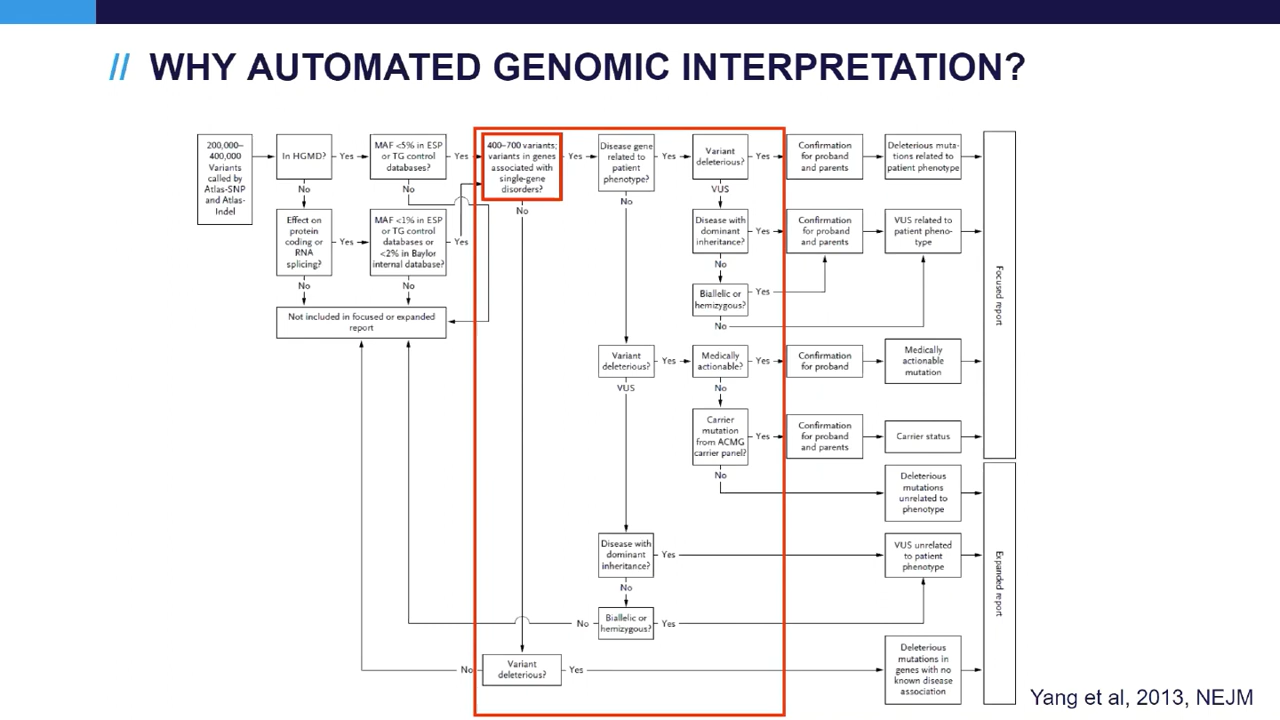 // WHY AUTOMATED GENOMIC INTERPRETATION?
200,000–
400,000
Variants
called by
Atlas-SNP
and Atlas-
Indel
In HGMD?
Yes
MAF <5% in ESP
or TG control
databases?
Yes
400–700 variants;
variants in genes
associated with
single-gene
disorders?
Yes
Disease gene
related to
patient
phenotype?
Yes
Variant
deleterious?
Yes
Confirmation
for proband
and parents
Deleterious muta-
tions related to
patient phenotype
No
No
No
No
VUS
Effect on
protein
coding or
RNA
splicing?
Yes
MAF <1% in ESP
or TG control
databases or
<2% in Baylor
internal database?
Yes
Disease with
dominant
inheritance?
Yes
Confirmation
for proband
and parents
VUS related to
patient pheno-
type
No
No
No
Biallelic or
hemizygous?
Yes
No
Not included in focused or expanded
report
Variant
deleterious?
Yes
Medically
actionable?
Yes
Confirmation
for proband
Medically
actionable
mutation
VUS
No
Carrier
mutation
from ACMG
carrier panel?
Yes
Confirmation
for proband
and parents
Carrier status
No
Deleterious
mutations
unrelated to
phenotype
Disease with
dominant
inheritance?
Yes
VUS unrelated
to patient
phenotype
No
No
Biallelic or
hemizygous?
Yes
No
Variant
deleterious?
Yes
Deleterious
mutations in
genes with no
known disease
association
Focused report
Expanded report
Yang et al, 2013, NEJM